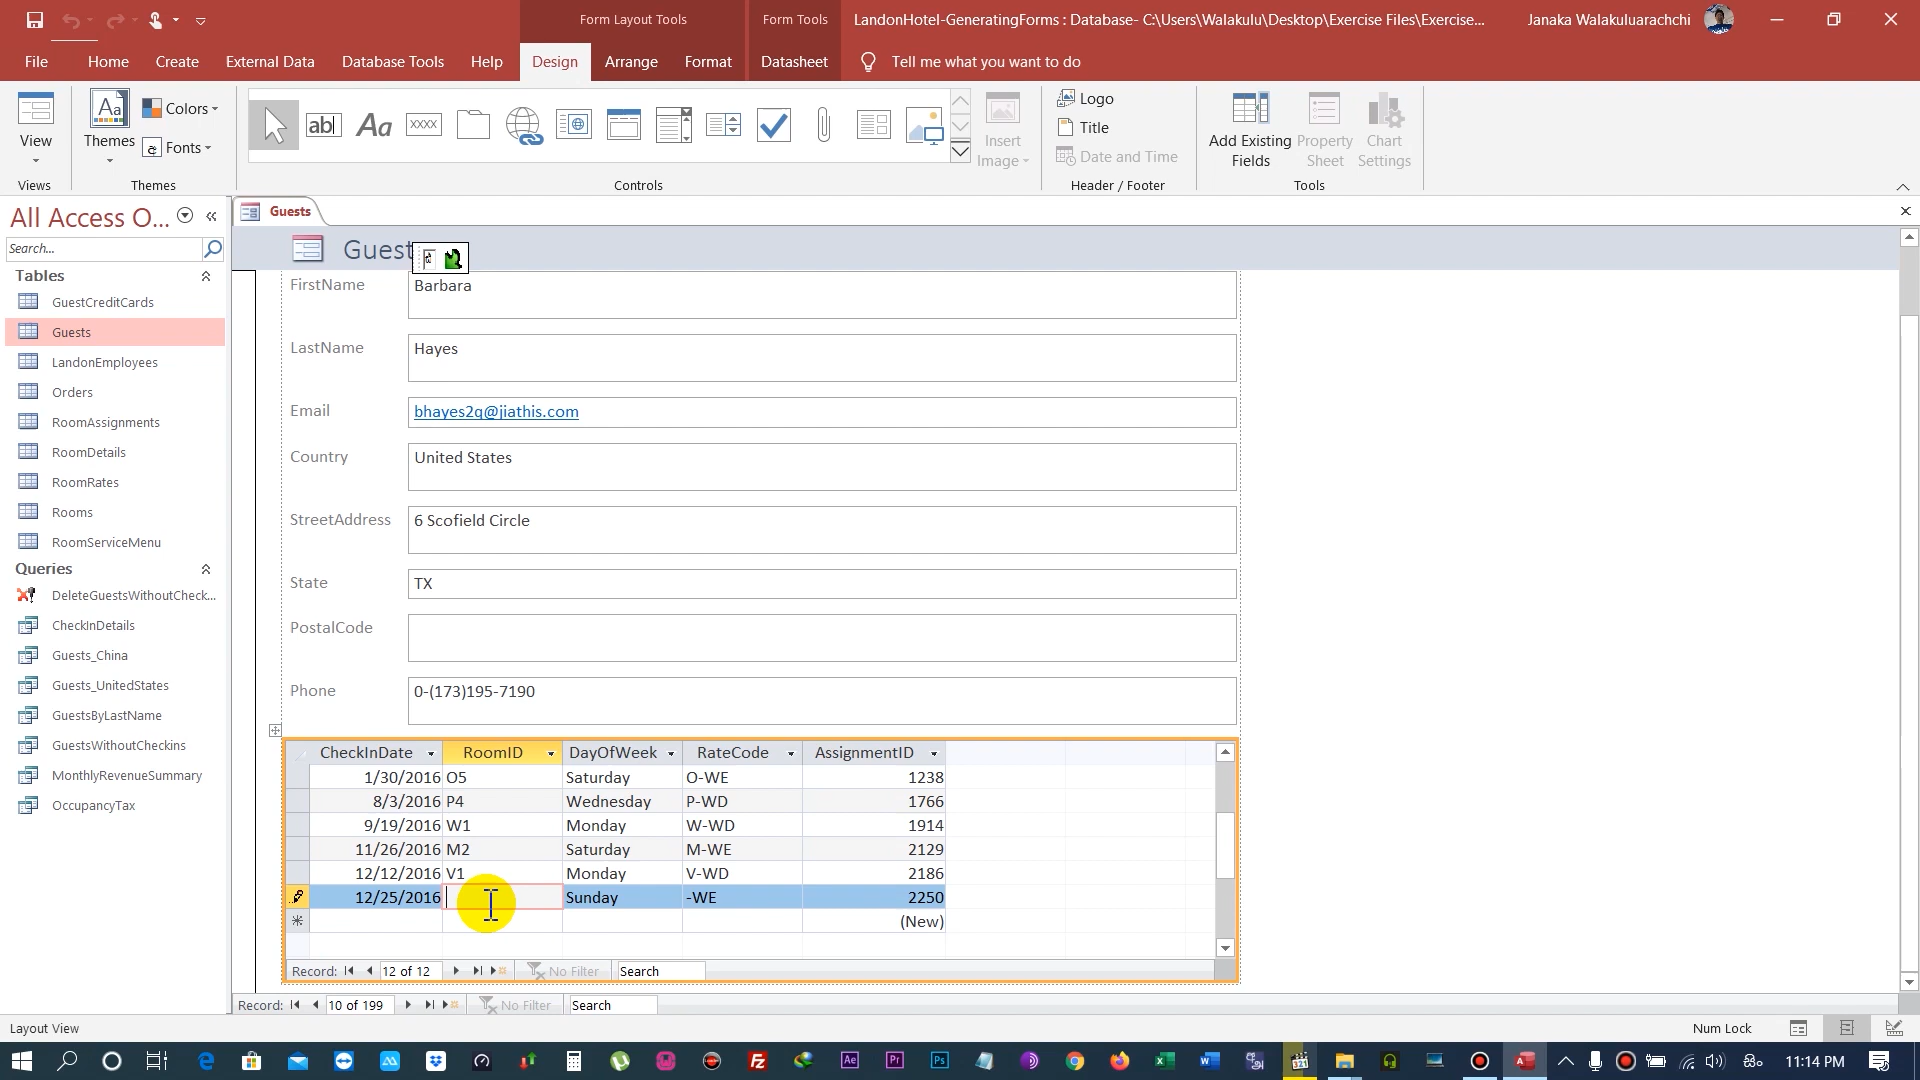 Form Layout Tools
Form Tools
LandonHotel-GeneratingForms : Database- C:\Users\Walakulu\Desktop\Exercise Files\Exercise...
Janaka Walakuluarachchi
File
Home
Create
External Data
Database Tools
Help
Design
Arrange
Format
Datasheet
Tell me what you want to do
View
Views
Aa
Themes
Colors
Fonts
Themes
ab
Aa
XXXX
Controls
Insert
Image
Logo
Title
Date and Time
Header / Footer
Add Existing
Fields
Property
Sheet
Chart
Settings
Tools
All Access O...
Search...
Tables
GuestCreditCards
Guests
LandonEmployees
Orders
RoomAssignments
RoomDetails
RoomRates
Rooms
RoomServiceMenu
Queries
DeleteGuestsWithoutCheck...
CheckInDetails
Guests_China
Guests_UnitedStates
GuestsByLastName
GuestsWithoutCheckins
MonthlyRevenueSummary
OccupancyTax
Guests
Guest
FirstName Barbara
LastName Hayes
Email bhayes2q@jiathis.com
Country United States
StreetAddress 6 Scofield Circle
State TX
PostalCode
Phone 0-(173)195-7190
CheckInDate RoomID DayOfWeek RateCode AssignmentID
1/30/2016 O5 Saturday O-WE 1238
8/3/2016 P4 Wednesday P-WD 1766
9/19/2016 W1 Monday W-WD 1914
11/26/2016 M2 Saturday M-WE 2129
12/12/2016 V1 Monday V-WD 2186
12/25/2016 Sunday -WE 2250
(New)
Record: 12 of 12 No Filter Search
Record: 10 of 199 No Filter Search
Layout View
Num Lock
Ae Pr Ps
11:14 PM